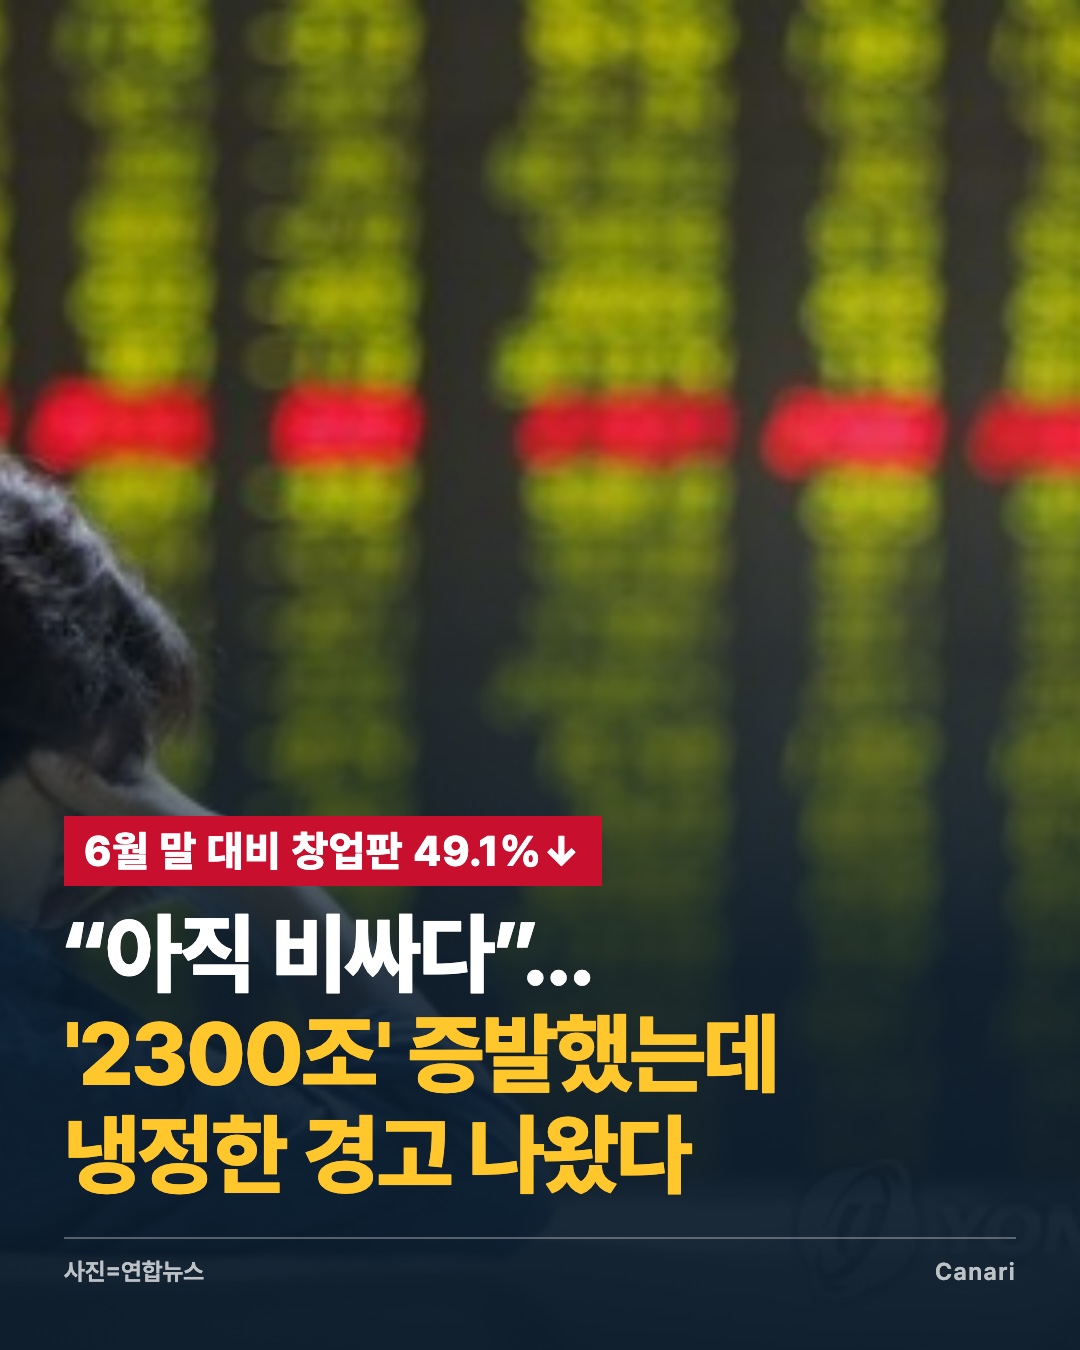 6월 말 대비 창업판 49.1%↓
“아직 비싸다”...
'2300조' 증발했는데
냉정한 경고 나왔다
YON
사진=연합뉴스
Canari